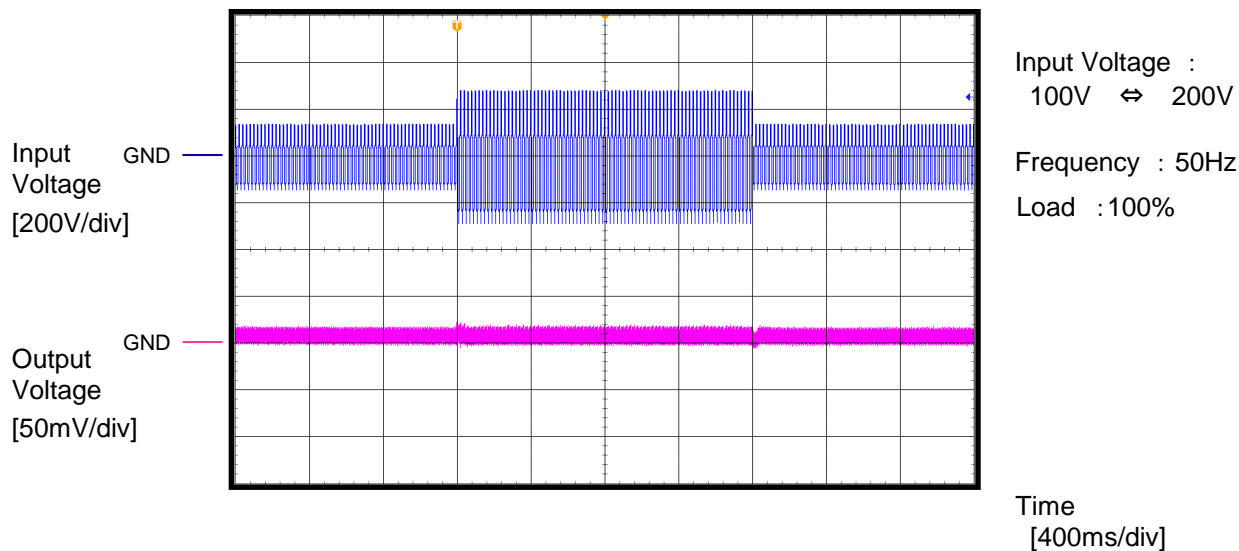 Input
Voltage
[200V/div]
GND
Output
Voltage
[50mV/div]
GND
T
Input Voltage :
100V ⇔ 200V
Frequency : 50Hz
Load :100%
Time
[400ms/div]